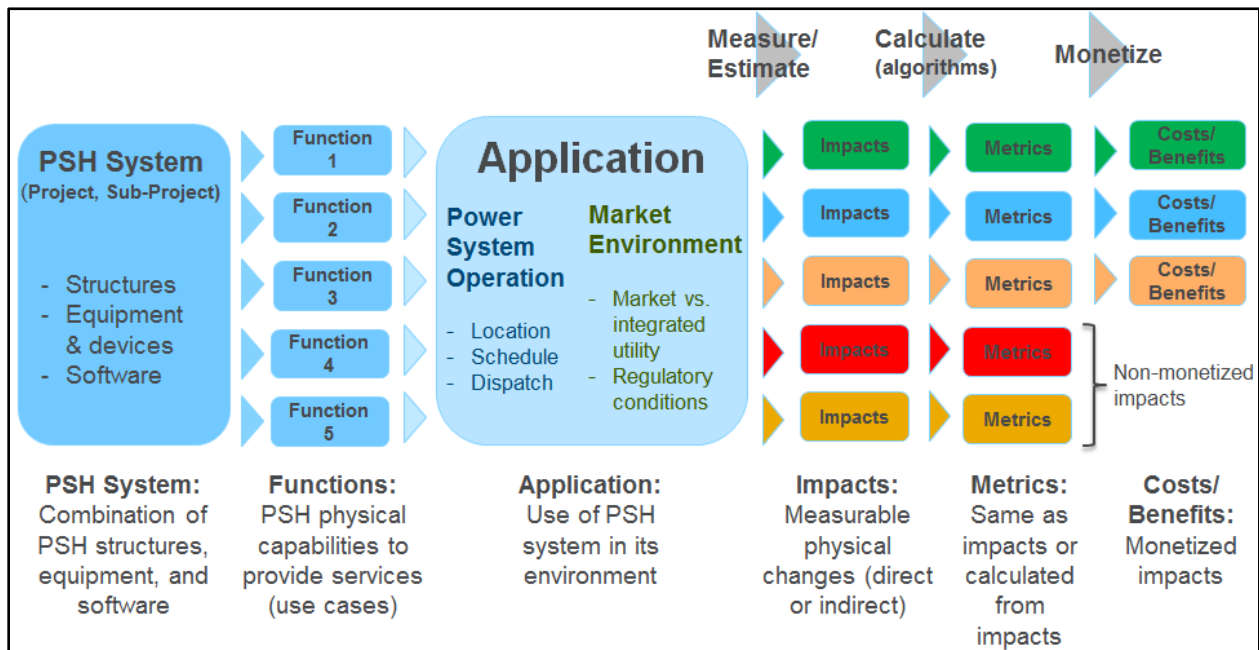 Measure/
Estimate
Calculate
(algorithms)
Monetize
PSH System
(Project, Sub-Project)
- Structures
- Equipment
& devices
- Software
Function
1
Function
2
Function
3
Function
4
Function
5
Application
Power
System
Operation
- Location
- Schedule
- Dispatch
Market
Environment
- Market vs.
integrated
utility
- Regulatory
conditions
Impacts
Metrics
Costs/
Benefits
Impacts
Metrics
Costs/
Benefits
Impacts
Metrics
Costs/
Benefits
Impacts
Metrics
Impacts
Metrics
Non-monetized
impacts
PSH System:
Combination of
PSH structures,
equipment, and
software
Functions:
PSH physical
capabilities to
provide services
(use cases)
Application:
Use of PSH
system in its
environment
Impacts:
Measurable
physical
changes (direct
or indirect)
Metrics:
Same as
impacts or
calculated
from
impacts
Costs/
Benefits:
Monetized
impacts